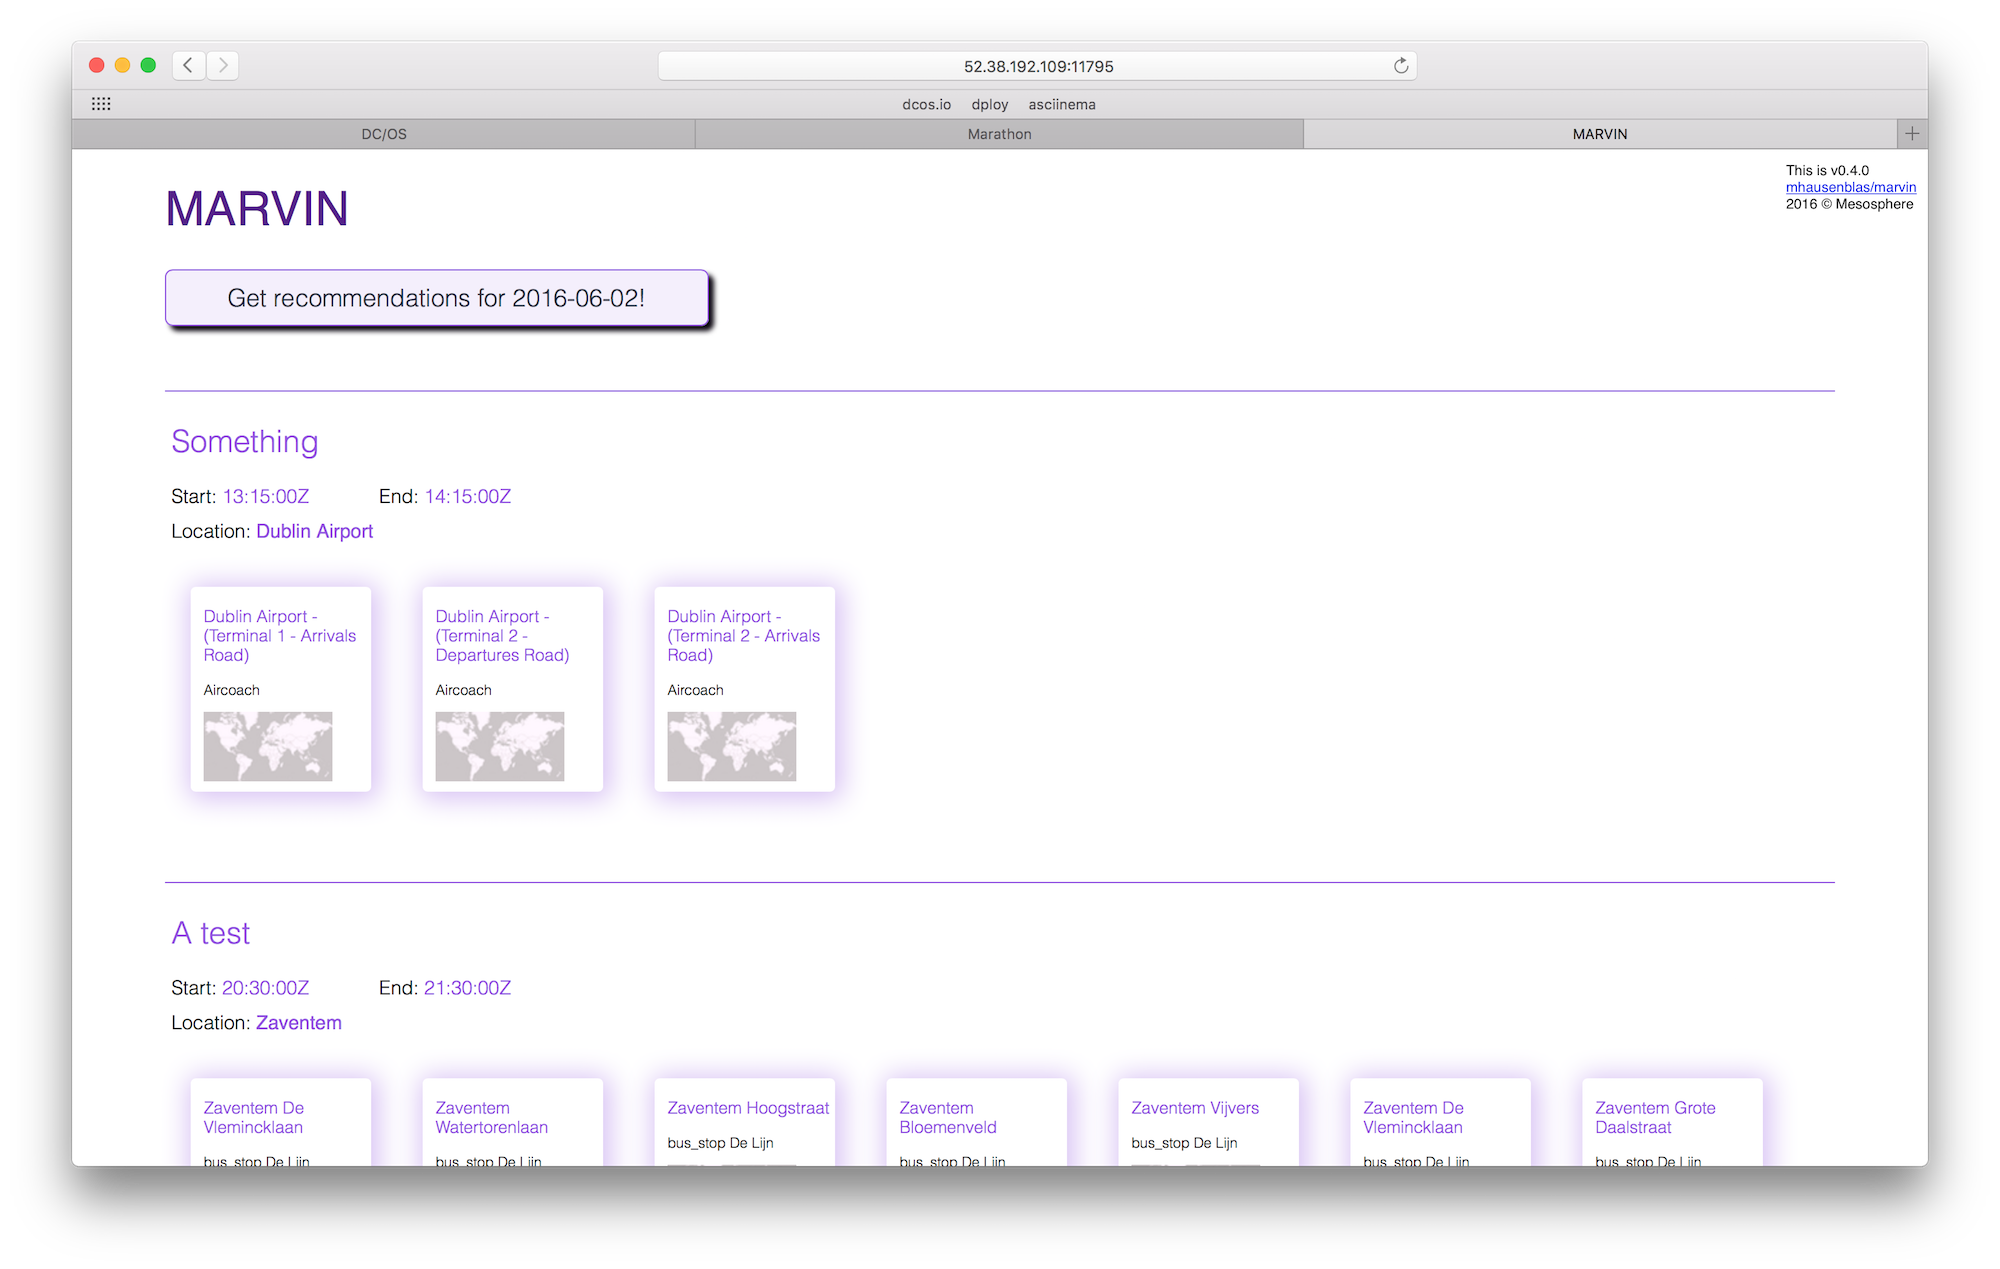 52.38.192.109:11795
dcos.io dploy asciinema
DC/OS Marathon MARVIN
This is v0.4.0
mhausenblas/marvin
2016 © Mesosphere
MARVIN
Get recommendations for 2016-06-02!
Something
Start: 13:15:00Z End: 14:15:00Z
Location: Dublin Airport
Dublin Airport -
(Terminal 1 - Arrivals
Road)
Aircoach
Dublin Airport -
(Terminal 2 -
Departures Road)
Aircoach
Dublin Airport -
(Terminal 2 - Arrivals
Road)
Aircoach
A test
Start: 20:30:00Z End: 21:30:00Z
Location: Zaventem
Zaventem De
Vlemincklaan
bus_stop De Lijn
Zaventem
Watertorenlaan
bus_stop De Lijn
Zaventem Hoogstraat
bus_stop De Lijn
Zaventem
Bloemenveld
bus_stop De Lijn
Zaventem Vijvers
bus_stop De Lijn
Zaventem De
Vlemincklaan
bus_stop De Lijn
Zaventem Grote
Daalstraat
bus_stop De Lijn